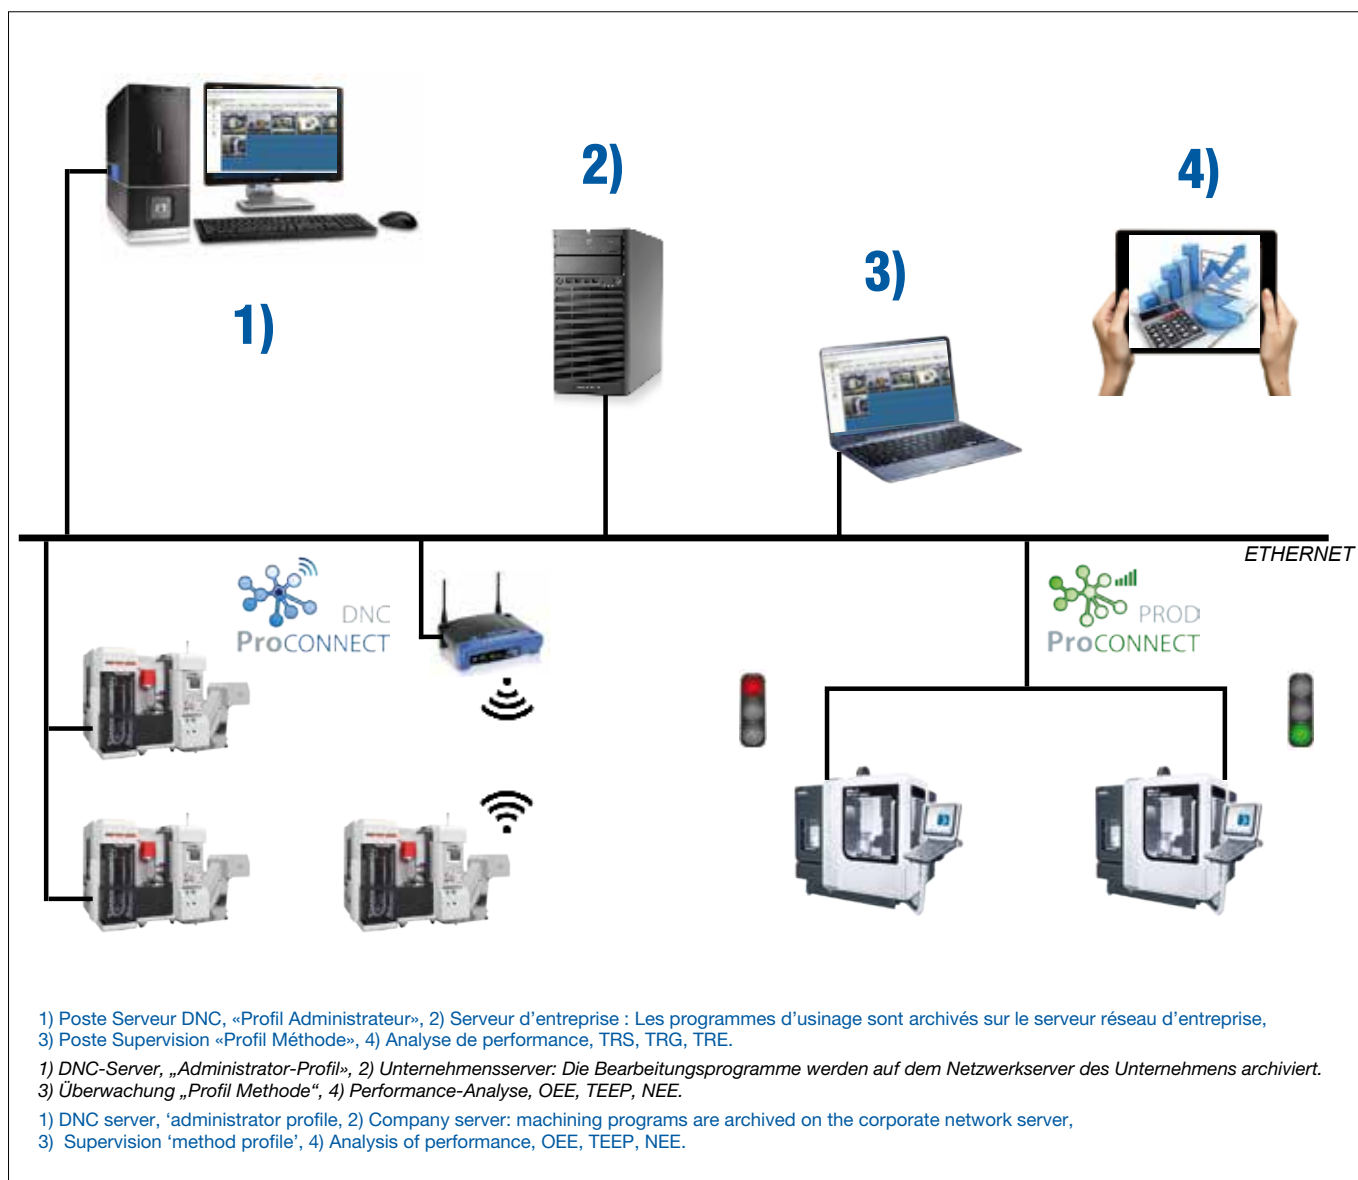 1)
2)
3)
4)
ETHERNET
DNC
ProCONNECT
PROD
ProCONNECT
1) Poste Serveur DNC, «Profil Administrateur», 2) Serveur d’entreprise : Les programmes d’usinage sont archivés sur le serveur réseau d’entreprise,
3) Poste Supervision «Profil Méthode», 4) Analyse de performance, TRS, TRG, TRE.
1) DNC-Server, „Administrator-Profil», 2) Unternehmensserver: Die Bearbeitungsprogramme werden auf dem Netzwerkserver des Unternehmens archiviert.
3) Überwachung „Profil Methode“, 4) Performance-Analyse, OEE, TEEP, NEE.
1) DNC server, ‘administrator profile, 2) Company server: machining programs are archived on the corporate network server,
3) Supervision ‘method profile’, 4) Analysis of performance, OEE, TEEP, NEE.